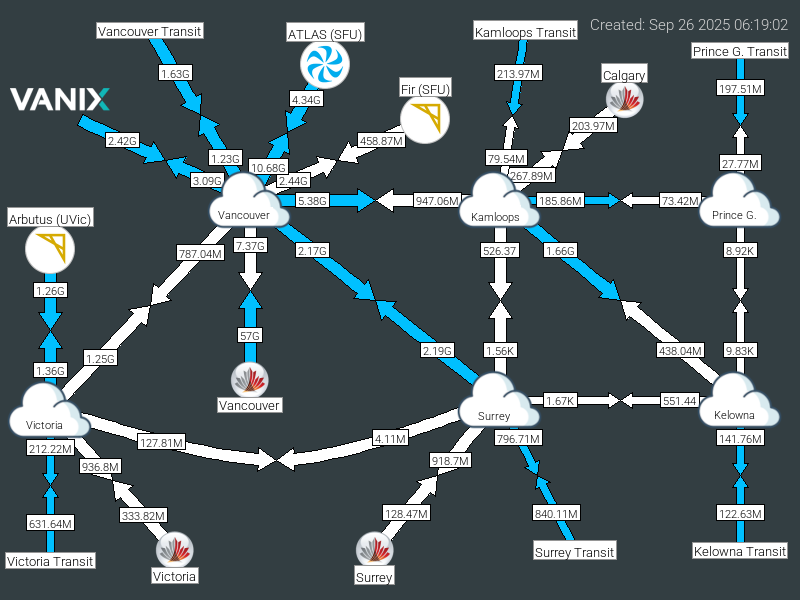 Created: Sep 26 2025 06:19:02
Vancouver Transit
ATLAS (SFU)
Kamloops Transit
Prince G. Transit
1.63G
213.97M
Calgary
197.51M
VANIX
4.34G
Fir (SFU)
2.42G
458.87M
203.97M
1.23G
10.68G
79.54M
27.77M
3.09G
2.44G
267.89M
5.38G
947.06M
185.86M
73.42M
Vancouver
Kamloops
Prince G.
Arbutus (UVic)
787.04M
7.37G
2.17G
526.37
1.66G
8.92K
1.26G
57G
1.25G
2.19G
1.56K
438.04M
9.83K
1.36G
Vancouver
1.67K
551.44
Victoria
Surrey
Kelowna
127.81M
4.11M
212.22M
796.71M
141.76M
936.8M
918.7M
333.82M
128.47M
840.11M
122.63M
631.64M
Victoria Transit
Victoria
Surrey
Surrey Transit
Kelowna Transit